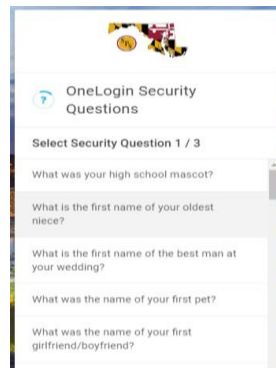 OneLogin Security
Questions
Select Security Question 1 / 3
What was your high school mascot?
What is the first name of your oldest
niece?
What is the first name of the best man at
your wedding?
What was the name of your first pet?
What was the name of your first
girlfriend/boyfriend?